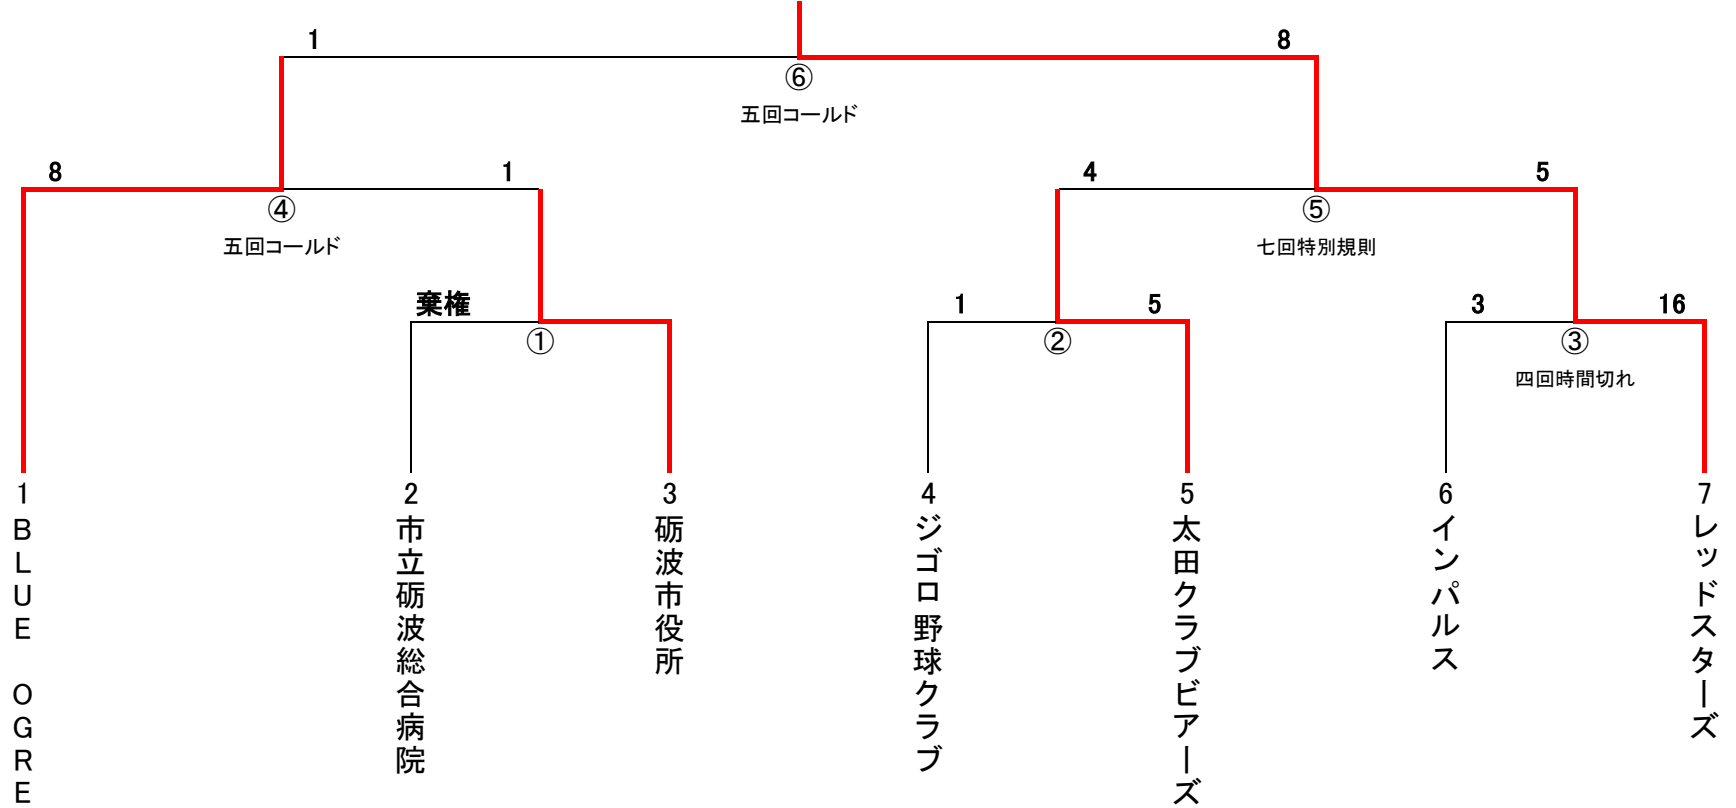 1
8
⑥
五回コールド
8
1
4
5
④
⑤
五回コールド
七回特別規則
棄権
1
5
3
16
①
②
③
四回時間切れ
1
BLUE OGRE
2
市立砺波総合病院
3
砺波市役所
4
ジゴロ野球クラブ
5
太田クラブビアーズ
6
インパルス
7
レッドスターズ